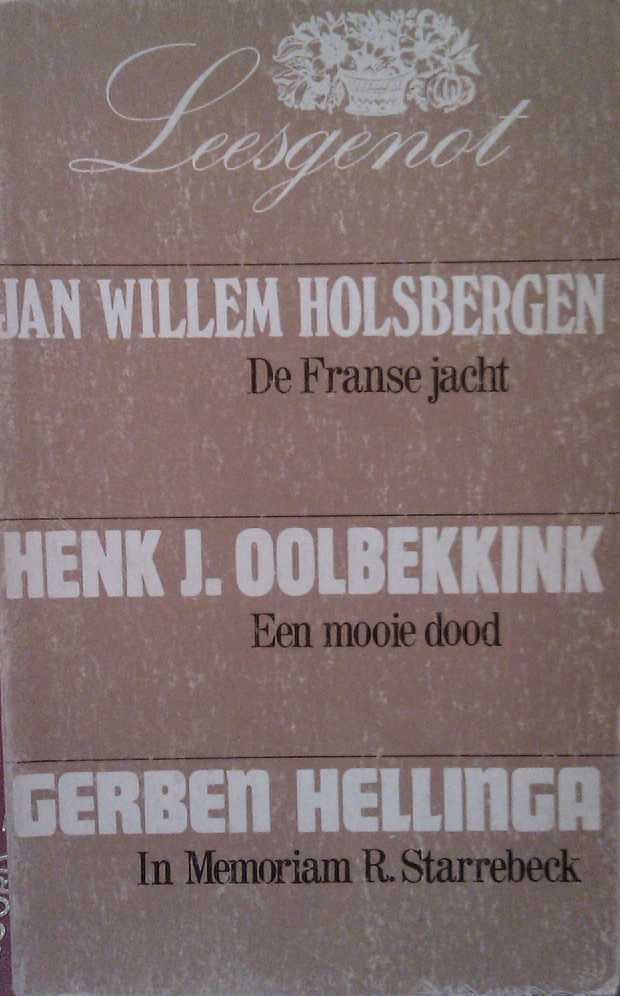 Leesgenot
JAN WILLEM HOLSBERGEN
De Franse jacht
HENK J. OOLBEKKINK
Een mooie dood
GERBEN HELLINGA
In Memoriam R. Starrebeck